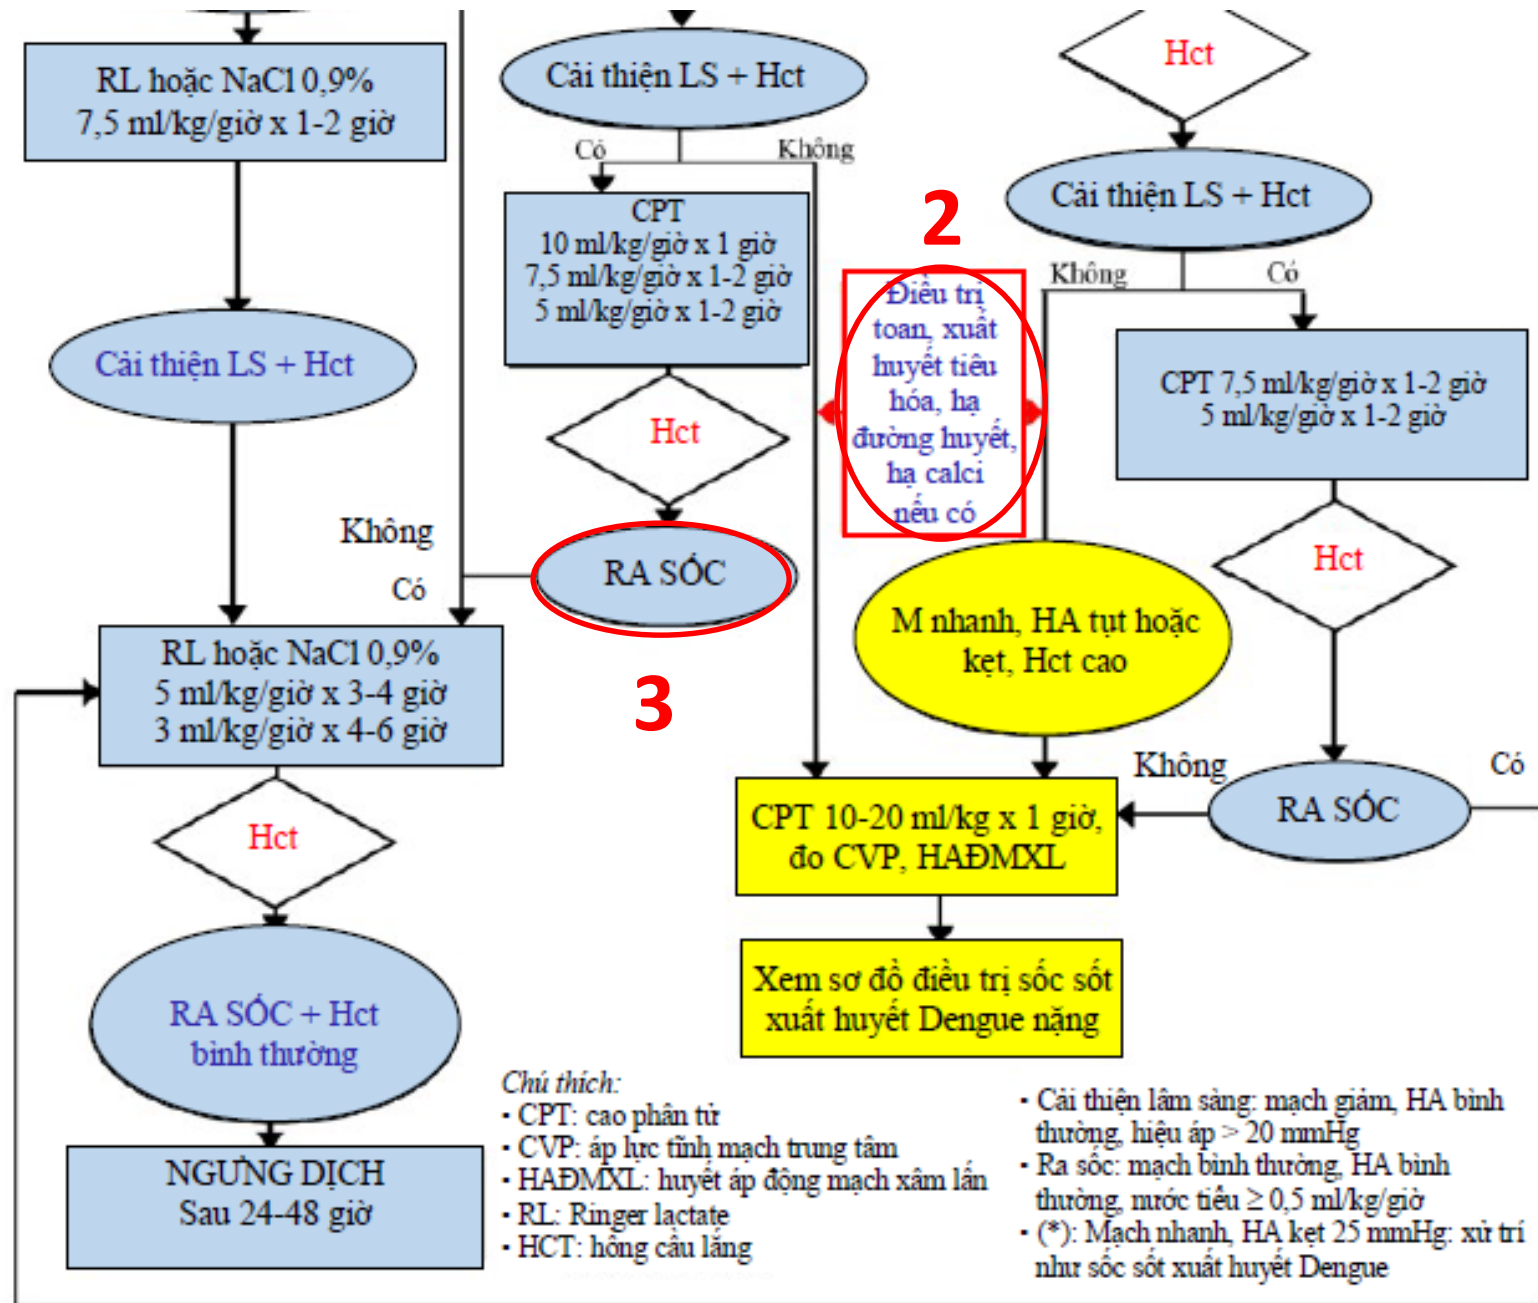 RL hoặc NaCl 0,9%
7,5 ml/kg/giờ x 1-2 giờ
Cải thiện LS + Hct
RL hoặc NaCl 0,9%
5 ml/kg/giờ x 3-4 giờ
3 ml/kg/giờ x 4-6 giờ
Hct
RA SỐC + Hct
bình thường
NGƯNG DỊCH
Sau 24-48 giờ
Không
Có
Cải thiện LS + Hct
Có
Không
CPT
10 ml/kg/giờ x 1 giờ
7,5 ml/kg/giờ x 1-2 giờ
5 ml/kg/giờ x 1-2 giờ
Hct
RA SỐC
3
2
Điều trị
toan, xuất
huyết tiêu
hóa, hạ
đường huyết,
hạ calci
nếu có
Hct
Cải thiện LS + Hct
Không
Có
CPT 7,5 ml/kg/giờ x 1-2 giờ
5 ml/kg/giờ x 1-2 giờ
Hct
M nhanh, HA tụt hoặc
kẹt, Hct cao
RA SỐC
Không
Có
CPT 10-20 ml/kg x 1 giờ,
đo CVP, HAĐMXL
Xem sơ đồ điều trị sốc sốt
xuất huyết Dengue nặng
Chú thích:
• CPT: cao phân tử
• CVP: áp lực tĩnh mạch trung tâm
• HAĐMXL: huyết áp động mạch xâm lấn
• RL: Ringer lactate
• HCT: hồng cầu lắng
• Cải thiện lâm sàng: mạch giảm, HA bình
thường, hiệu áp > 20 mmHg
• Ra sốc: mạch bình thường, HA bình
thường, nước tiểu ≥ 0,5 ml/kg/giờ
• (*): Mạch nhanh, HA kẹt 25 mmHg: xử trí
như sốc sốt xuất huyết Dengue